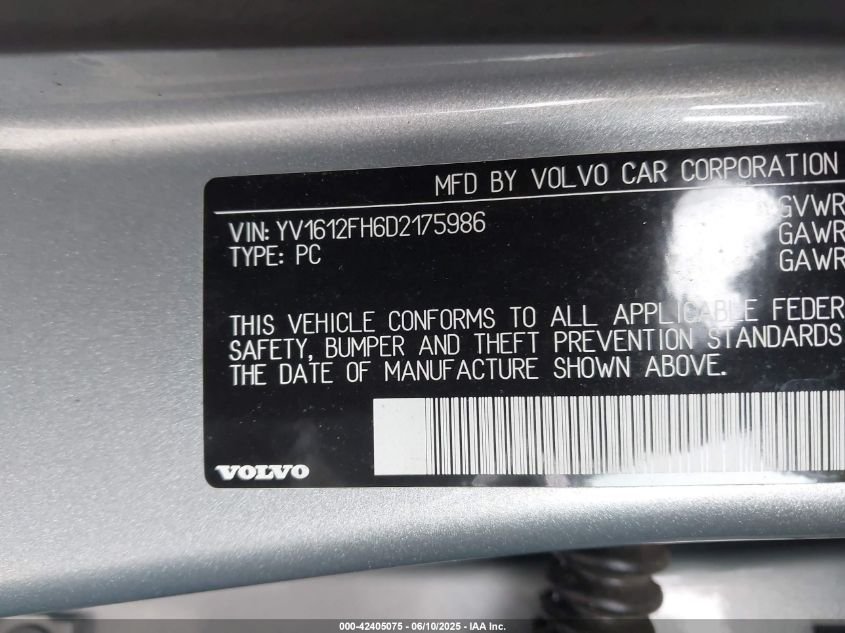 MFD BY VOLVO CAR CORPORATION
VIN: YV1612FH6D2175986
GVWR
TYPE: PC
GAWR
GAWR
THIS VEHICLE CONFORMS TO ALL APPLICABLE FEDER
SAFETY, BUMPER AND THEFT PREVENTION STANDARDS
THE DATE OF MANUFACTURE SHOWN ABOVE.
VOLVO
000-42405075 - 06/10/2025 - IAA Inc.